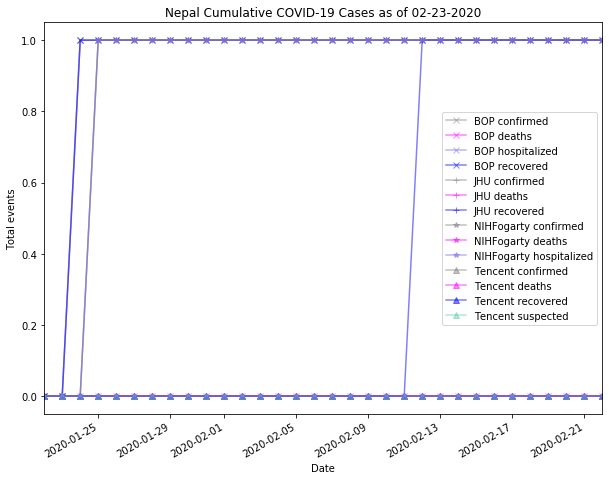 Nepal Cumulative COVID-19 Cases as of 02-23-2020
1.0
0.8
0.6
0.4
0.2
0.0
Total events
BOP confirmed
BOP deaths
BOP hospitalized
BOP recovered
JHU confirmed
JHU deaths
JHU recovered
NIHFogarty confirmed
NIHFogarty deaths
NIHFogarty hospitalized
Tencent confirmed
Tencent deaths
Tencent recovered
Tencent suspected
2020-01-25
2020-01-29
2020-02-01
2020-02-05
2020-02-09
2020-02-13
2020-02-17
2020-02-21
Date